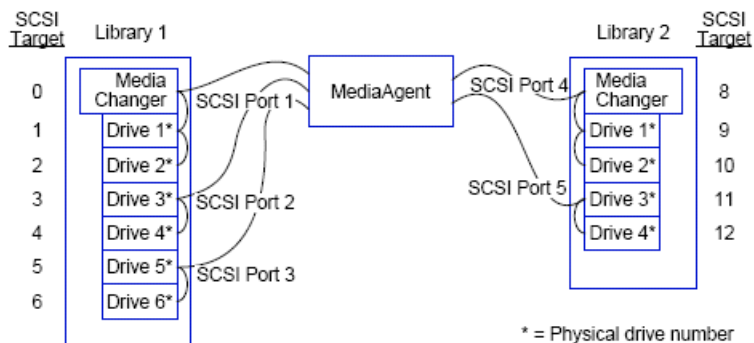 SCSI
Target
Library 1
Library 2
SCSI
Target
0
Media
Changer
SCSI Port 1
MediaAgent
SCSI Port 4
Media
Changer
8
1
Drive 1*
Drive 1*
9
2
Drive 2*
Drive 2*
10
3
Drive 3*
SCSI Port 2
SCSI Port 5
Drive 3*
11
4
Drive 4*
Drive 4*
12
5
Drive 5*
SCSI Port 3
6
Drive 6*
* = Physical drive number